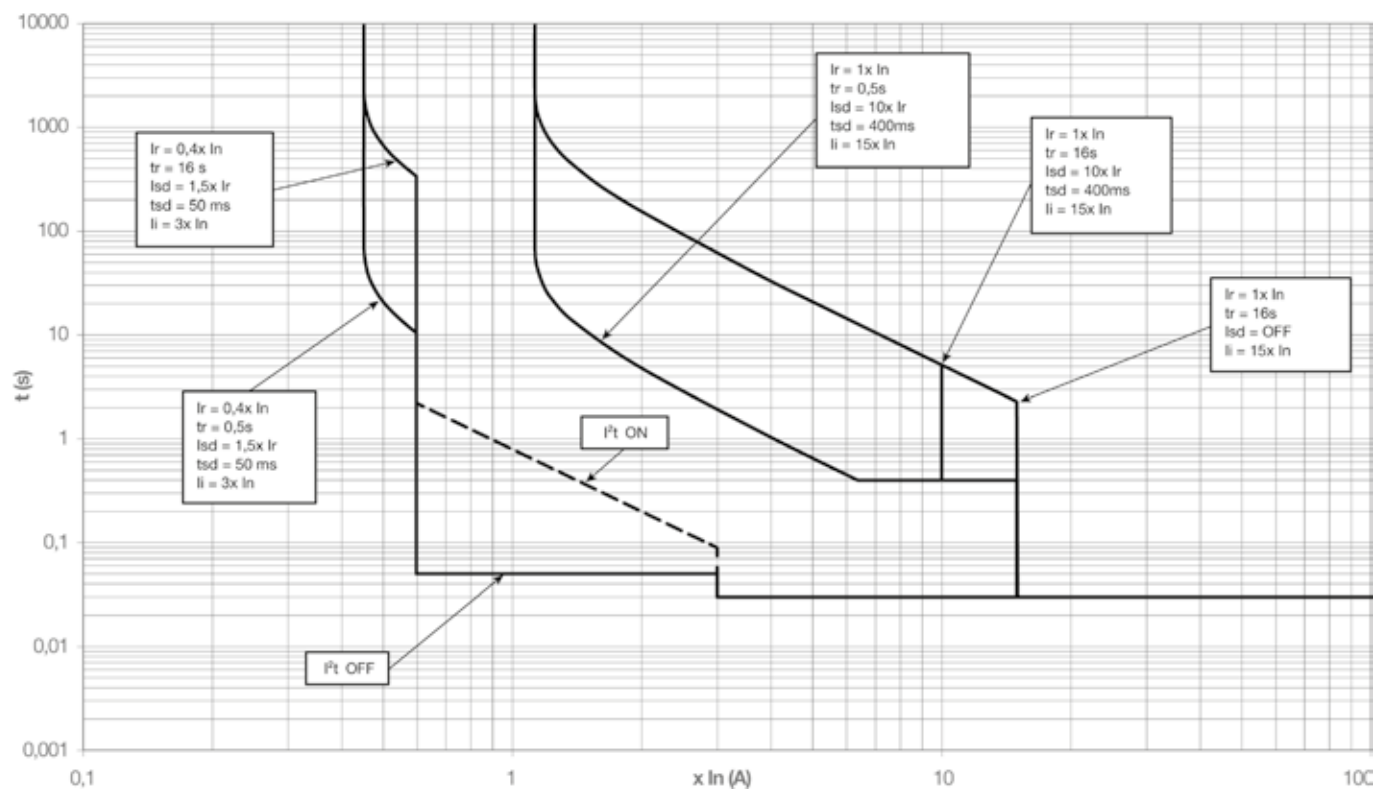 10000
1000
100
10
1
0,1
0,01
0,001
t (s)
0,1
1
10
100
x In (A)
Ir = 0,4x In
tr = 16 s
Isd = 1,5x Ir
tsd = 50 ms
Ii = 3x In
Ir = 0,4x In
tr = 0,5s
Isd = 1,5x Ir
tsd = 50 ms
Ii = 3x In
I²t ON
I²t OFF
Ir = 1x In
tr = 0,5s
Isd = 10x Ir
tsd = 400ms
Ii = 15x In
Ir = 1x In
tr = 16s
Isd = 10x Ir
tsd = 400ms
Ii = 15x In
Ir = 1x In
tr = 16s
Isd = OFF
Ii = 15x In